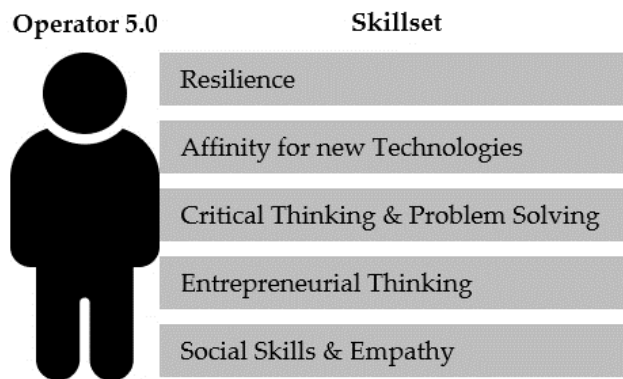 Operator 5.0
Skillset
Resilience
Affinity for new Technologies
Critical Thinking & Problem Solving
Entrepreneurial Thinking
Social Skills & Empathy